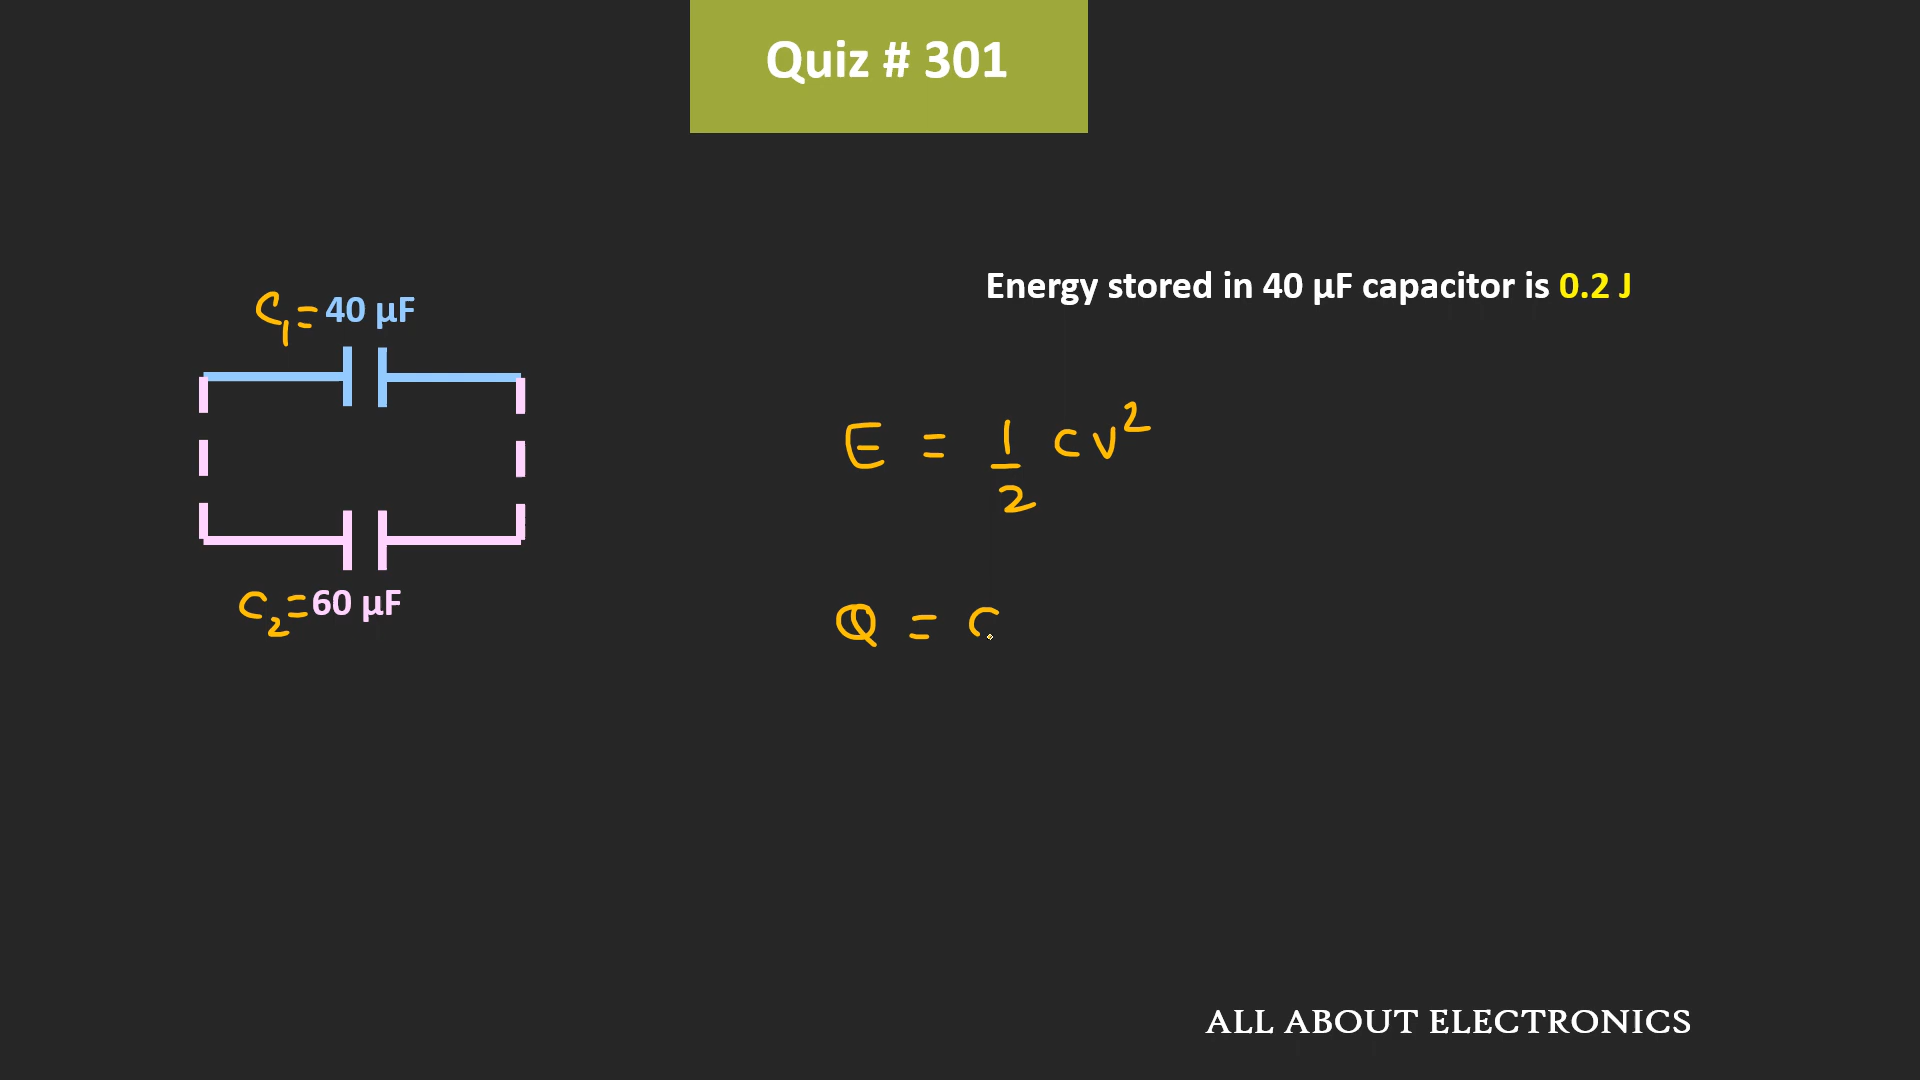 Quiz # 301
Energy stored in 40 µF capacitor is 0.2 J
C1 = 40 µF
E = 1/2 cv²
C2 = 60 µF
Q = C
ALL ABOUT ELECTRONICS